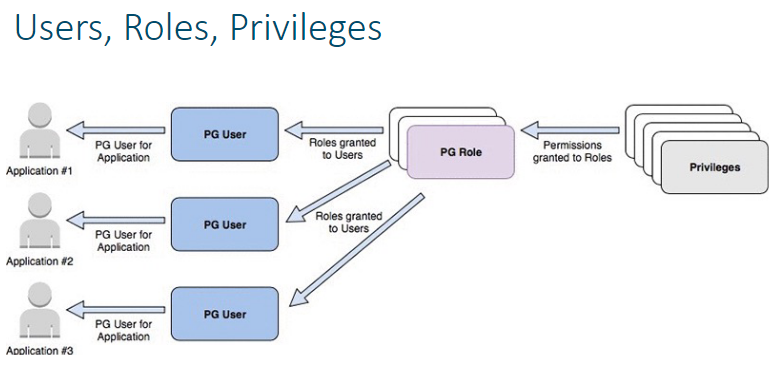 Users, Roles, Privileges
PG User
PG User for
Application
Application #1
Roles granted
to Users
PG Role
Permissions
granted to Roles
Privileges
PG User
PG User for
Application
Application #2
Roles granted
to Users
PG User
PG User for
Application
Application #3